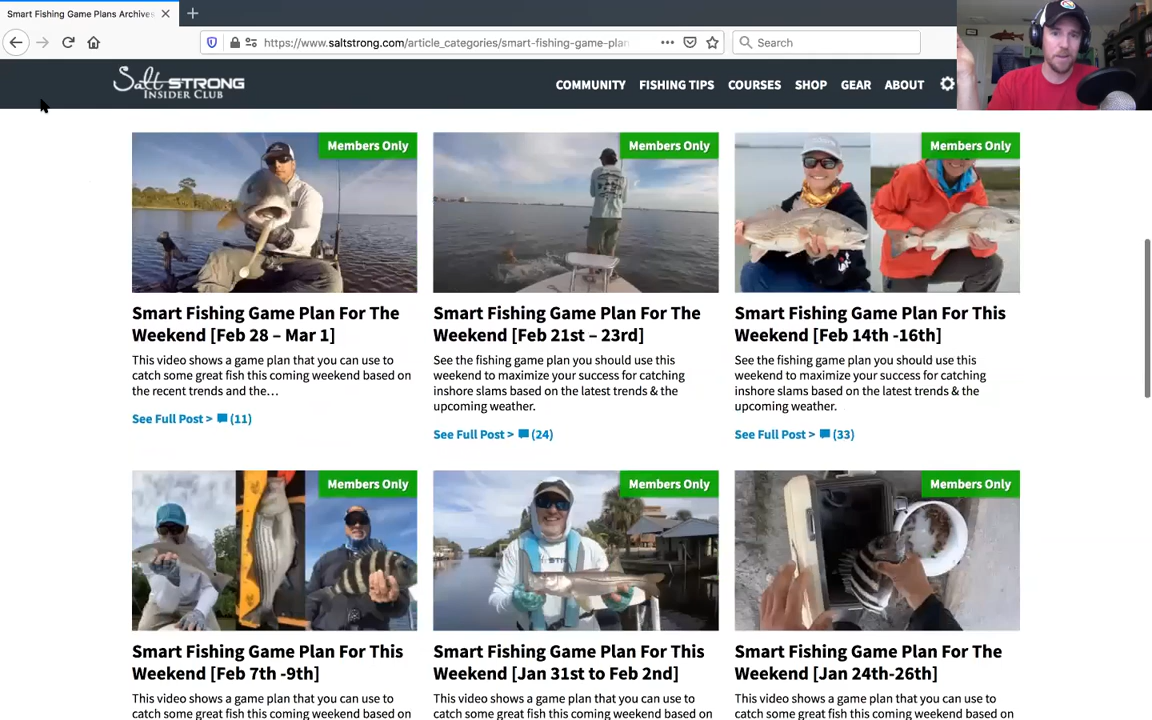 Smart Fishing Game Plans Archives
https://www.saltstrong.com/article_categories/smart-fishing-game-plan
Search
Salt STRONG
INSIDER CLUB
COMMUNITY FISHING TIPS COURSES SHOP GEAR ABOUT
Members Only
Members Only
Members Only
Smart Fishing Game Plan For The
Weekend [Feb 28 – Mar 1]
This video shows a game plan that you can use to
catch some great fish this coming weekend based on
the recent trends and the…
See Full Post > (11)
Smart Fishing Game Plan For The
Weekend [Feb 21st – 23rd]
See the fishing game plan you should use this
weekend to maximize your success for catching
inshore slams based on the latest trends & the
upcoming weather.
See Full Post > (24)
Smart Fishing Game Plan For This
Weekend [Feb 14th -16th]
See the fishing game plan you should use this
weekend to maximize your success for catching
inshore slams based on the latest trends & the
upcoming weather.
See Full Post > (33)
Members Only
Members Only
Members Only
Smart Fishing Game Plan For This
Weekend [Feb 7th -9th]
This video shows a game plan that you can use to
catch some great fish this coming weekend based on
Smart Fishing Game Plan For This
Weekend [Jan 31st to Feb 2nd]
This video shows a game plan that you can use to
catch some great fish this coming weekend based on
Smart Fishing Game Plan For The
Weekend [Jan 24th-26th]
This video shows a game plan that you can use to
catch some great fish this coming weekend based on